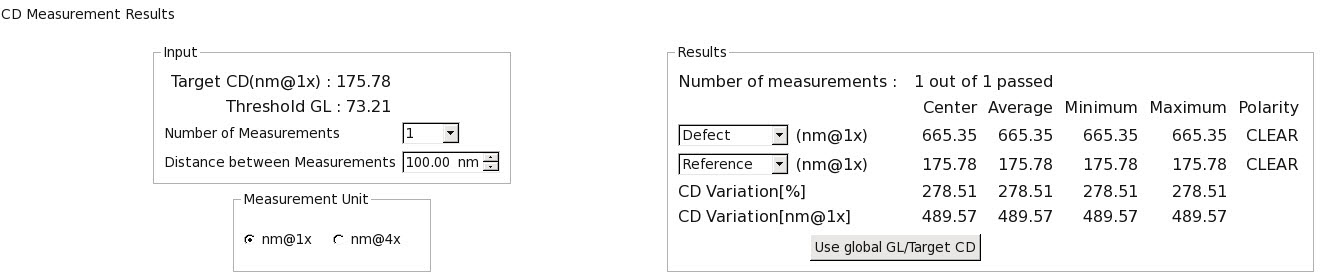 CD Measurement Results
Input
Target CD(nm@1x) : 175.78
Threshold GL : 73.21
Number of Measurements 1
Distance between Measurements 100.00 nm
Measurement Unit
nm@1x nm@4x
Results
Number of measurements : 1 out of 1 passed
Center Average Minimum Maximum Polarity
Defect (nm@1x) 665.35 665.35 665.35 665.35 CLEAR
Reference (nm@1x) 175.78 175.78 175.78 175.78 CLEAR
CD Variation[%] 278.51 278.51 278.51 278.51
CD Variation[nm@1x] 489.57 489.57 489.57 489.57
Use global GL/Target CD